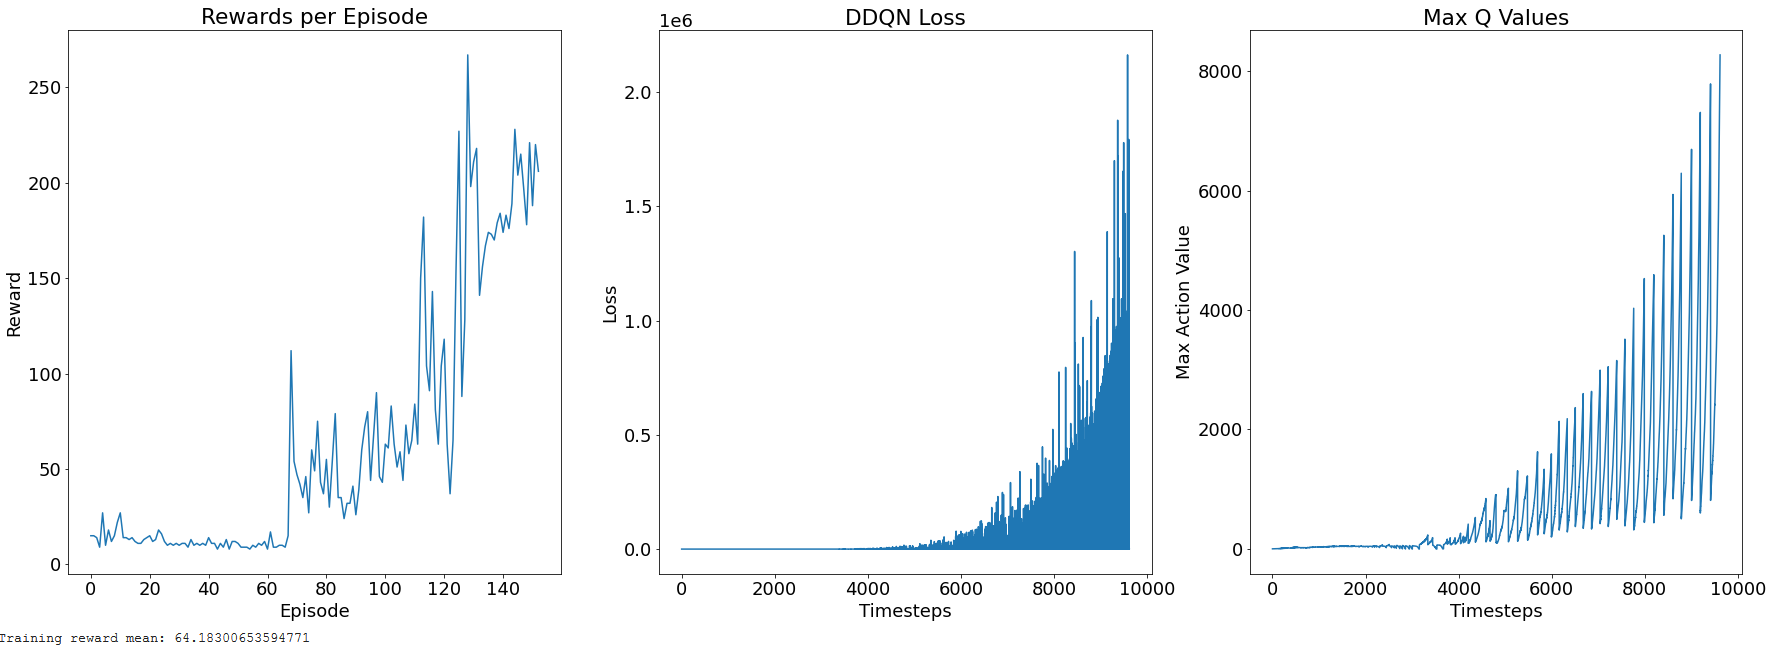 Rewards per Episode
250
200
150
100
50
0
Reward
0 20 40 60 80 100 120 140
Episode
DDQN Loss
1e6
2.0
1.5
1.0
0.5
0.0
Loss
0 2000 4000 6000 8000 10000
Timesteps
Max Q Values
8000
6000
4000
2000
0
Max Action Value
0 2000 4000 6000 8000 10000
Timesteps
Training reward mean: 64.18300653594771